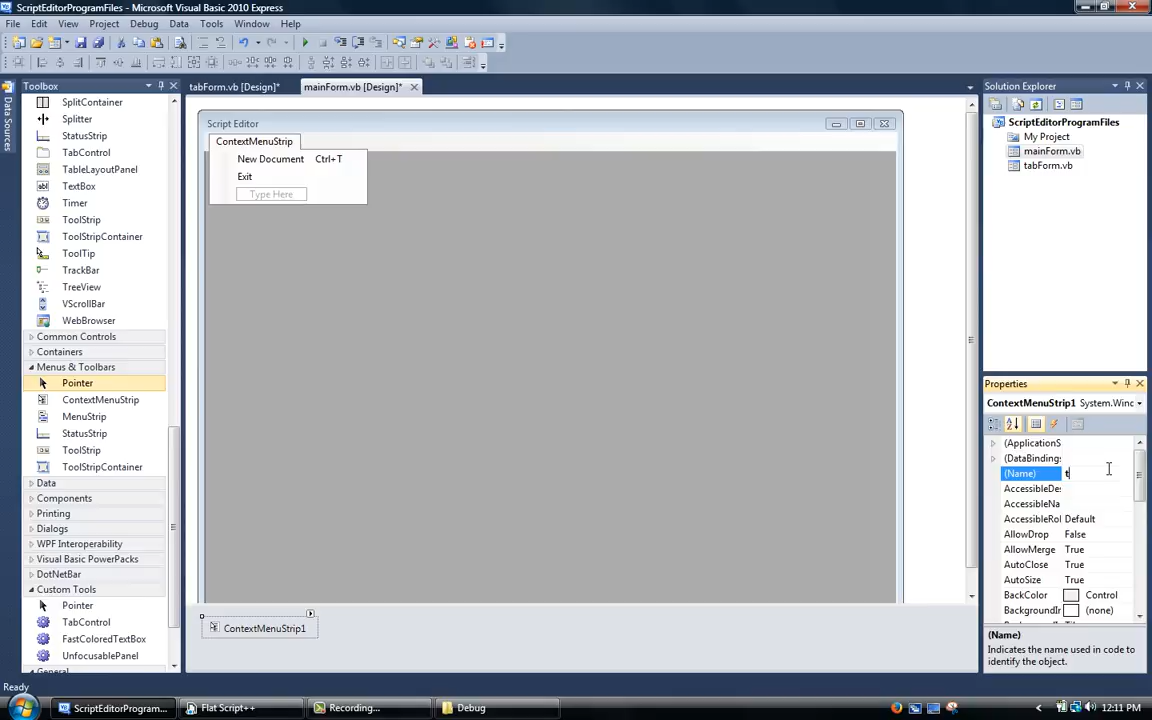 ScriptEditorProgramFiles - Microsoft Visual Basic 2010 Express
File Edit View Project Debug Data Tools Window Help
Toolbox
tabForm.vb [Design]*
mainForm.vb [Design]*
Solution Explorer
Data Sources
SplitContainer
Splitter
StatusStrip
TabControl
TableLayoutPanel
TextBox
Timer
ToolStrip
ToolStripContainer
ToolTip
TrackBar
TreeView
VScrollBar
WebBrowser
Common Controls
Containers
Menus & Toolbars
Pointer
ContextMenuStrip
MenuStrip
StatusStrip
ToolStrip
ToolStripContainer
Data
Components
Printing
Dialogs
WPF Interoperability
Visual Basic PowerPacks
DotNetBar
Custom Tools
Pointer
TabControl
FastColoredTextBox
UnfocusablePanel
General
Script Editor
ContextMenuStrip
New Document Ctrl+T
Exit
Type Here
ContextMenuStrip1
ScriptEditorProgramFiles
My Project
mainForm.vb
tabForm.vb
Properties
ContextMenuStrip1 System.Winc
(ApplicationS
(DataBindings
(Name) t
AccessibleDes
AccessibleNa
AccessibleRol Default
AllowDrop False
AllowMerge True
AutoClose True
AutoSize True
BackColor Control
BackgroundIr (none)
(Name)
Indicates the name used in code to
identify the object.
Ready
ScriptEditorProgram...
Flat Script++
Recording...
Debug
12:11 PM